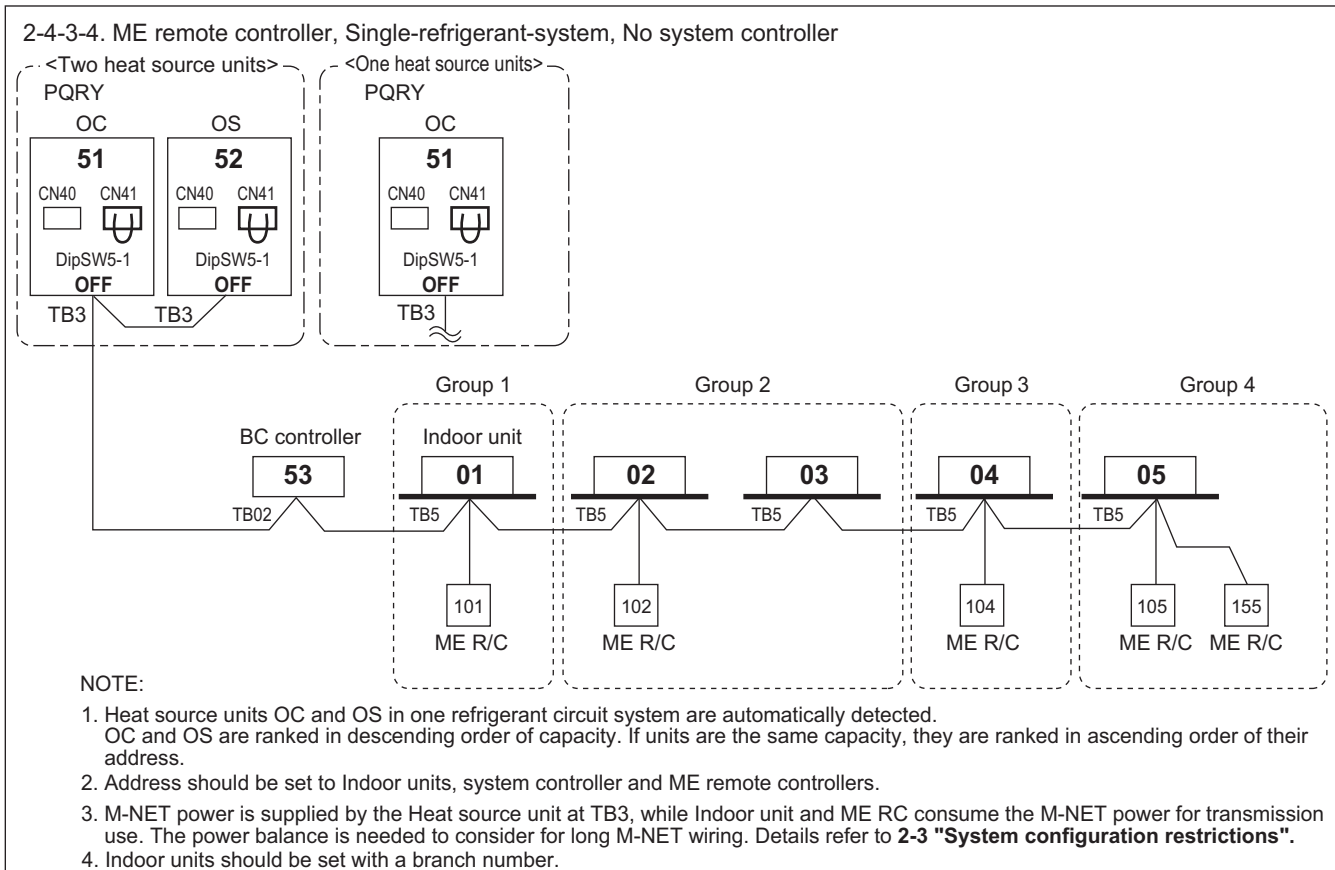 2-4-3-4. ME remote controller, Single-refrigerant-system, No system controller
<Two heat source units>
<One heat source units>
PQRY
PQRY
OC
OS
OC
51
52
51
CN40
CN41
CN40
CN41
CN40
CN41
DipSW5-1
DipSW5-1
DipSW5-1
OFF
OFF
OFF
TB3
TB3
TB3
Group 1
Group 2
Group 3
Group 4
BC controller
Indoor unit
53
01
02
03
04
05
TB02
TB5
TB5
TB5
TB5
TB5
101
102
104
105
155
ME R/C
ME R/C
ME R/C
ME R/C
ME R/C
NOTE:
1. Heat source units OC and OS in one refrigerant circuit system are automatically detected.
OC and OS are ranked in descending order of capacity. If units are the same capacity, they are ranked in ascending order of their
address.
2. Address should be set to Indoor units, system controller and ME remote controllers.
3. M-NET power is supplied by the Heat source unit at TB3, while Indoor unit and ME RC consume the M-NET power for transmission
use. The power balance is needed to consider for long M-NET wiring. Details refer to 2-3 "System configuration restrictions".
4. Indoor units should be set with a branch number.